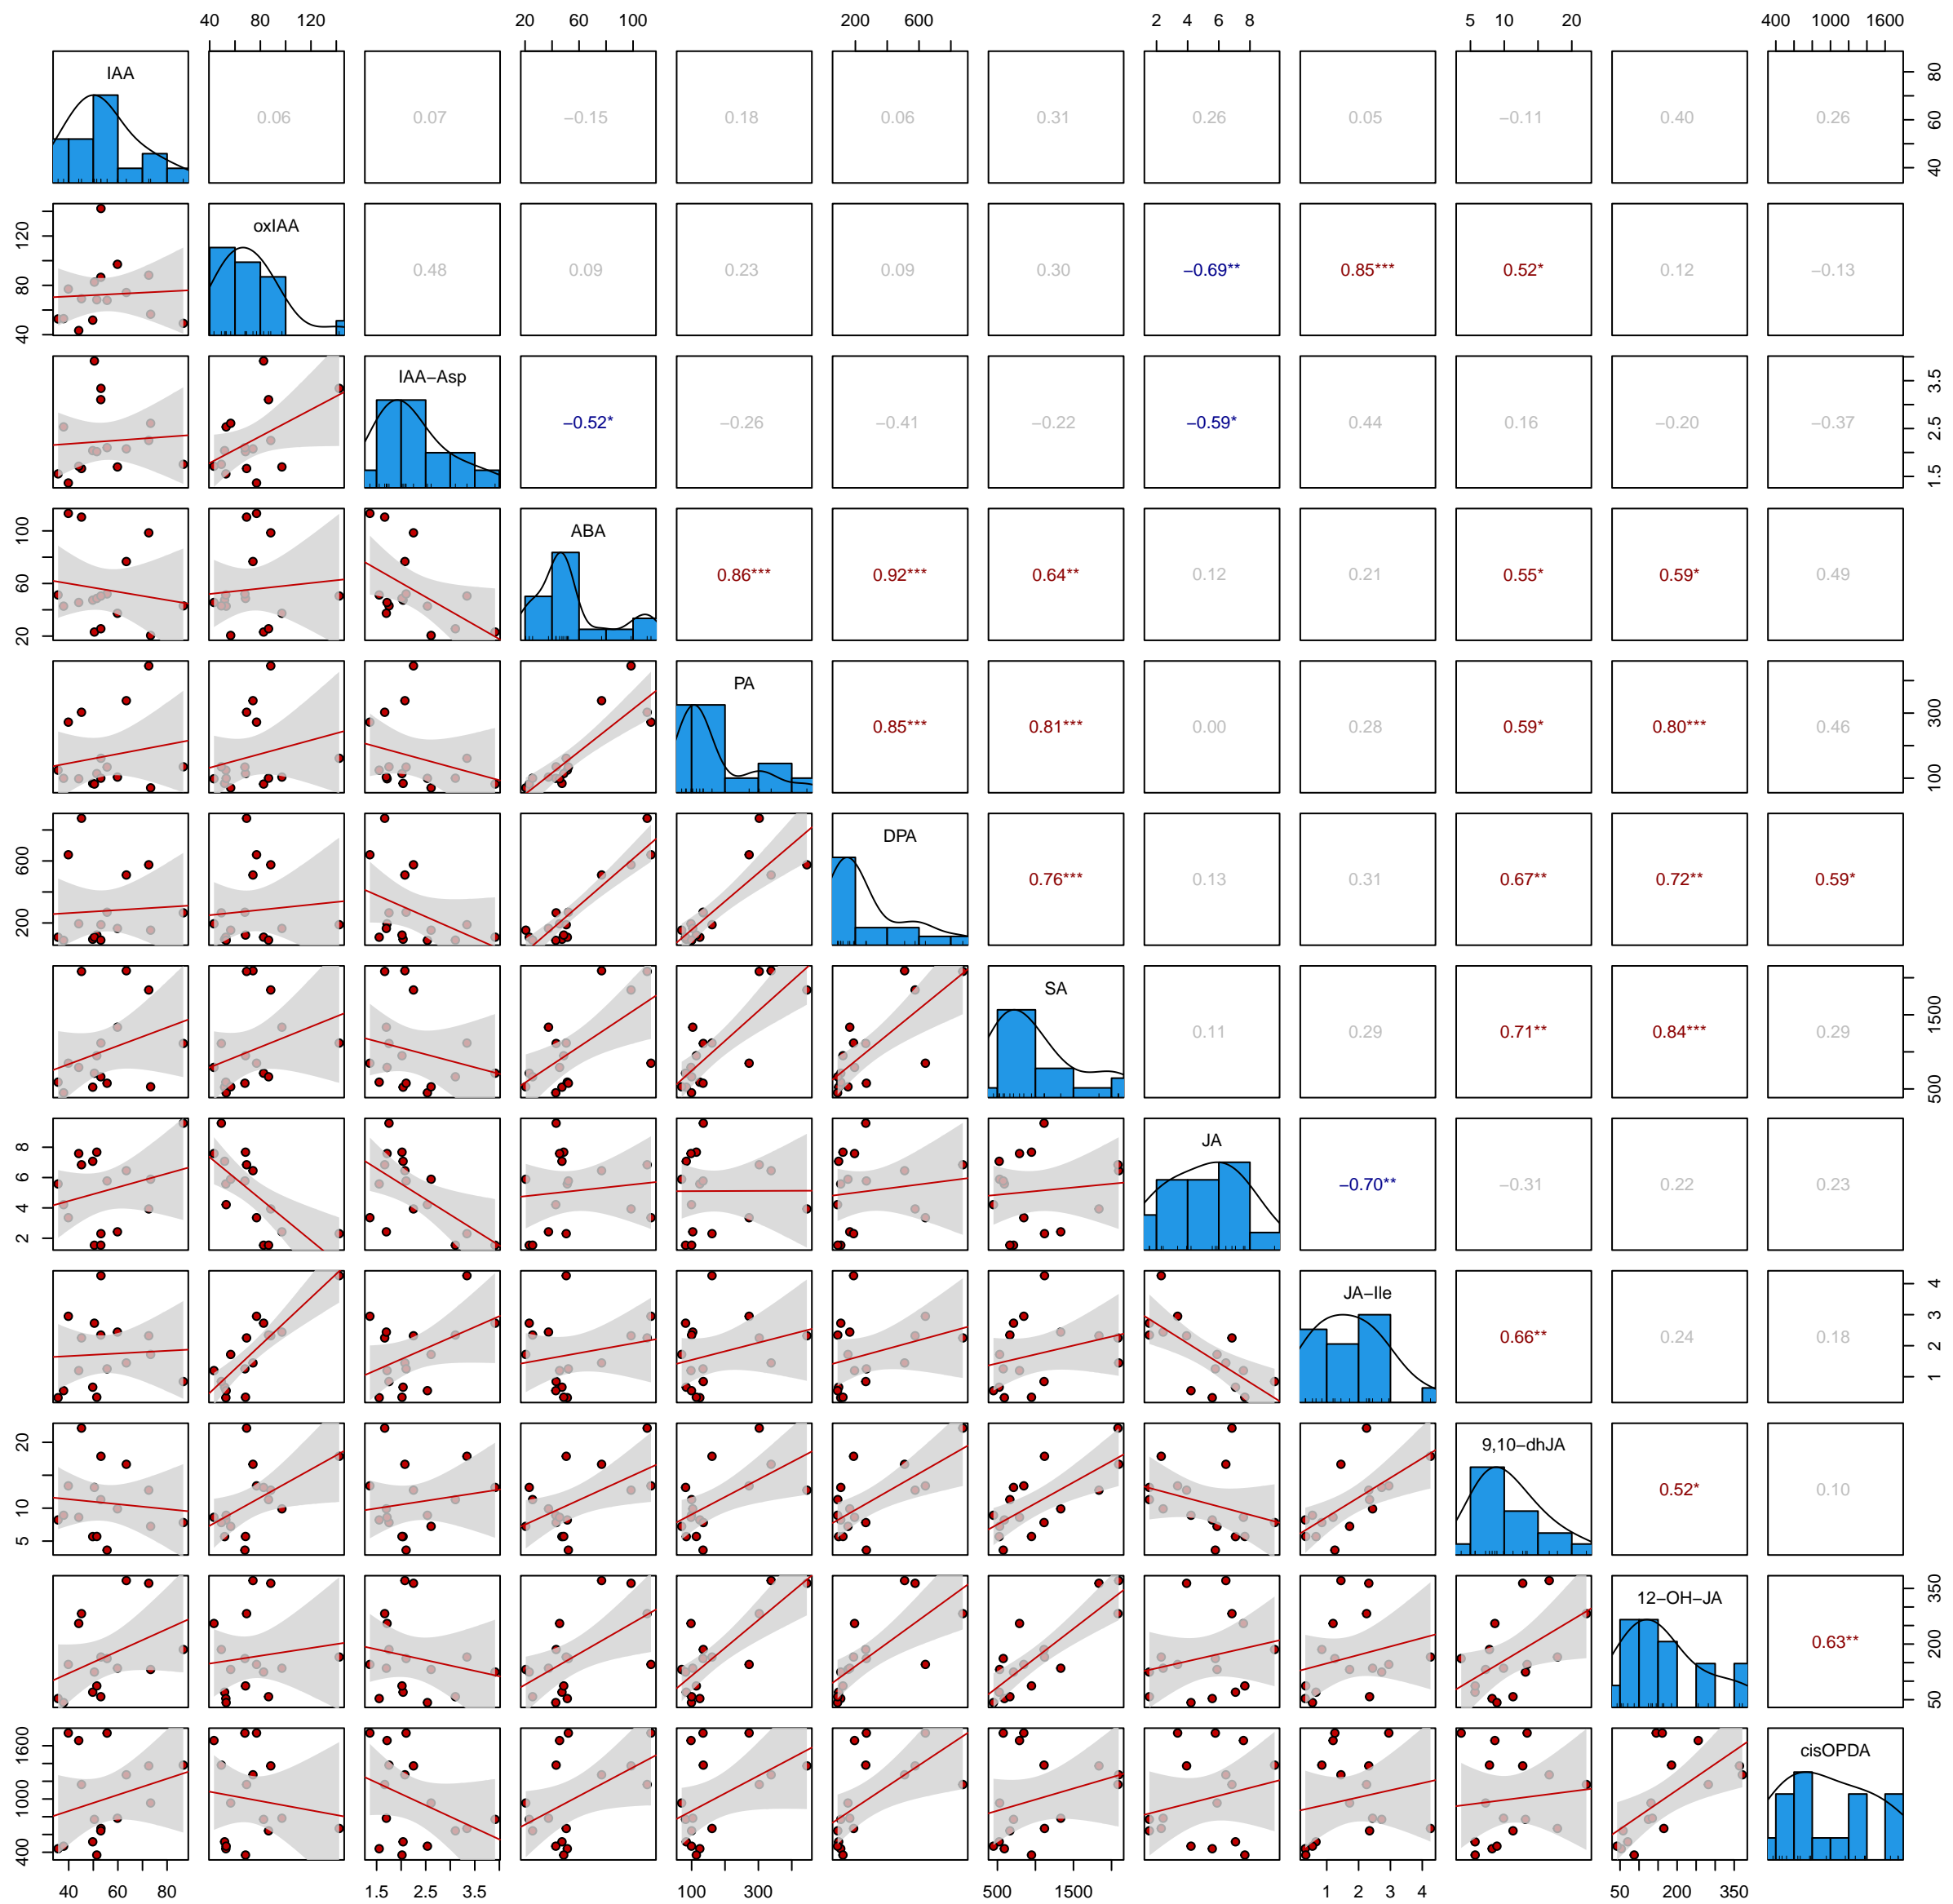 40 80 120 20 60 100 200 600 2 4 6 8 5 10 20 400 1000 1600
IAA 0.06 0.07 −0.15 0.18 0.06 0.31 0.26 0.05 −0.11 0.40 0.26 40 60 80
40 80 120 oxIAA 0.48 0.09 0.23 0.09 0.30 −0.69** 0.85*** 0.52* 0.12 −0.13
IAA−Asp −0.52* −0.26 −0.41 −0.22 −0.59* 0.44 0.16 −0.20 −0.37 1.5 2.5 3.5
20 60 100 ABA 0.86*** 0.92*** 0.64** 0.12 0.21 0.55* 0.59* 0.49
PA 0.85*** 0.81*** 0.00 0.28 0.59* 0.80*** 0.46 100 300
200 600 DPA 0.76*** 0.13 0.31 0.67** 0.72** 0.59*
SA 0.11 0.29 0.71** 0.84*** 0.29 500 1500
2 4 6 8 JA −0.70** −0.31 0.22 0.23
JA−Ile 0.66** 0.24 0.18 1 2 3 4
5 10 20 9,10−dhJA 0.52* 0.10
12−OH−JA 0.63** 50 200 350
400 1000 1600 cisOPDA
40 60 80 1.5 2.5 3.5 100 300 500 1500 1 2 3 4 50 200 350